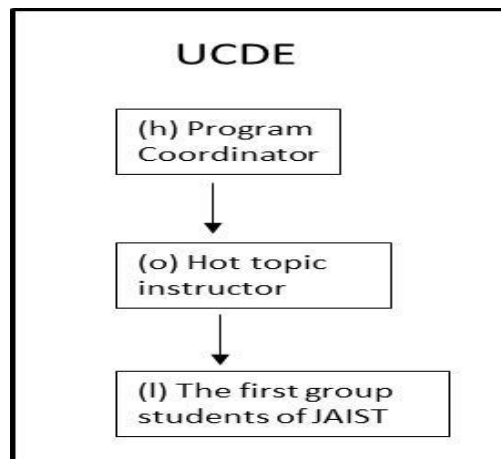 UCDE
(h) Program
Coordinator
(o) Hot topic
instructor
(l) The first group
students of JAIST